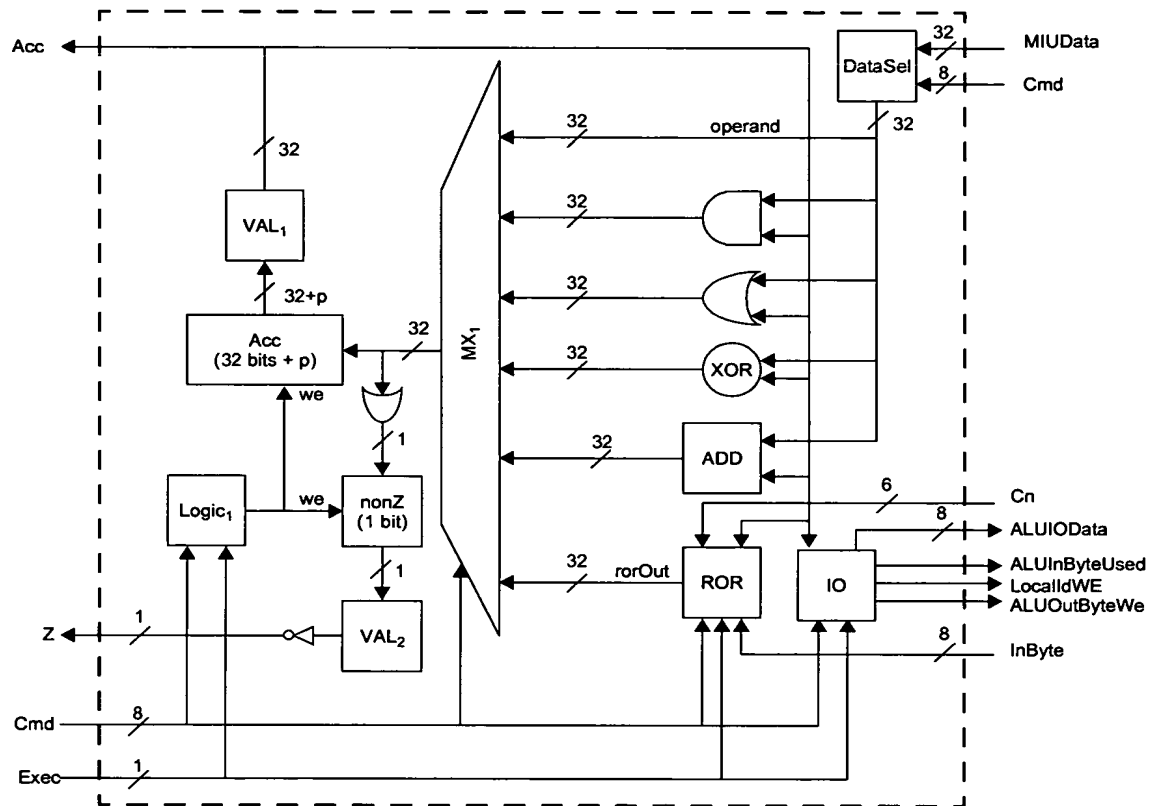 Acc
32
MIUData
DataSel
8
Cmd
32
32
operand
32
VAL₁
32
32+p
32
Acc
(32 bits + p)
32
MX₁
32
XOR
we
1
32
ADD
Logic₁
we
nonZ
(1 bit)
6
Cn
8
ALUIOData
1
32
rorOut
ROR
IO
ALUInByteUsed
LocalIdWE
ALUOutByteWe
Z
1
VAL₂
8
InByte
Cmd
8
Exec
1